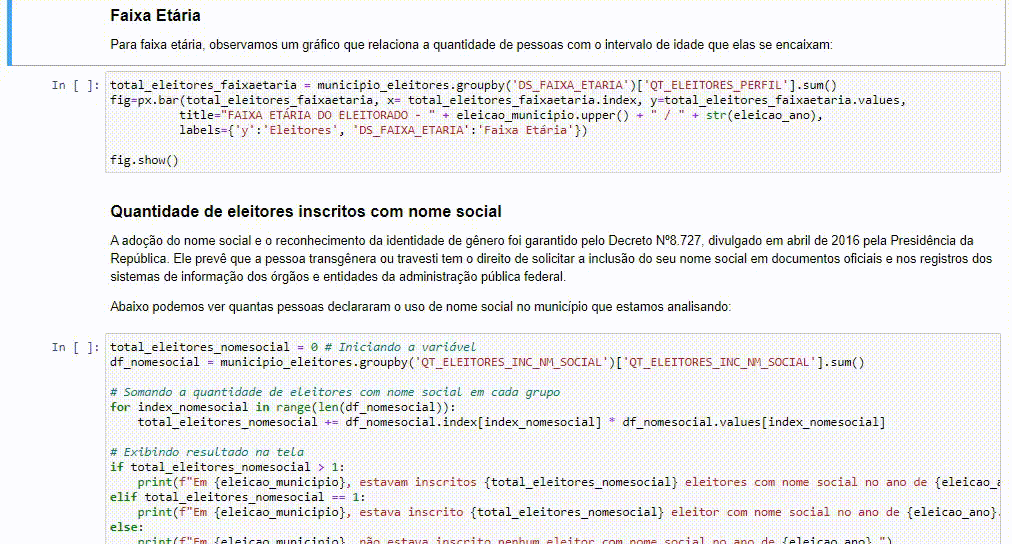 Faixa Etária
Para faixa etária, observamos um gráfico que relaciona a quantidade de pessoas com o intervalo de idade que elas se encaixam:
In [ ]: total_eleitores_faixaetaria = municipio_eleitores.groupby('DS_FAIXA_ETARIA')['QT_ELEITORES_PERFIL'].sum()
fig=px.bar(total_eleitores_faixaetaria, x= total_eleitores_faixaetaria.index, y=total_eleitores_faixaetaria.values,
title="FAIXA ETÁRIA DO ELEITORADO - " + eleicao_municipio.upper() + " / " + str(eleicao_ano),
labels={'y':'Eleitores', 'DS_FAIXA_ETARIA':'Faixa Etária'})
fig.show()
Quantidade de eleitores inscritos com nome social
A adoção do nome social e o reconhecimento da identidade de gênero foi garantido pelo Decreto Nº8.727, divulgado em abril de 2016 pela Presidência da
República. Ele prevê que a pessoa transgênera ou travesti tem o direito de solicitar a inclusão do seu nome social em documentos oficiais e nos registros dos
sistemas de informação dos órgãos e entidades da administração pública federal.
Abaixo podemos ver quantas pessoas declararam o uso de nome social no município que estamos analisando:
In [ ]: total_eleitores_nomesocial = 0 # Iniciando a variável
df_nomesocial = municipio_eleitores.groupby('QT_ELEITORES_INC_NM_SOCIAL')['QT_ELEITORES_INC_NM_SOCIAL'].sum()
# Somando a quantidade de eleitores com nome social em cada grupo
for index_nomesocial in range(len(df_nomesocial)):
total_eleitores_nomesocial += df_nomesocial.index[index_nomesocial] * df_nomesocial.values[index_nomesocial]
# Exibindo resultado na tela
if total_eleitores_nomesocial > 1:
print(f"Em {eleicao_municipio}, estavam inscritos {total_eleitores_nomesocial} eleitores com nome social no ano de {eleicao_a
elif total_eleitores_nomesocial == 1:
print(f"Em {eleicao_municipio}, estava inscrito {total_eleitores_nomesocial} eleitor com nome social no ano de {eleicao_ano}.
else:
print(f"Em {eleicao_municipio}, não estava inscrito nenhum eleitor com nome social no ano de {eleicao_ano}.")